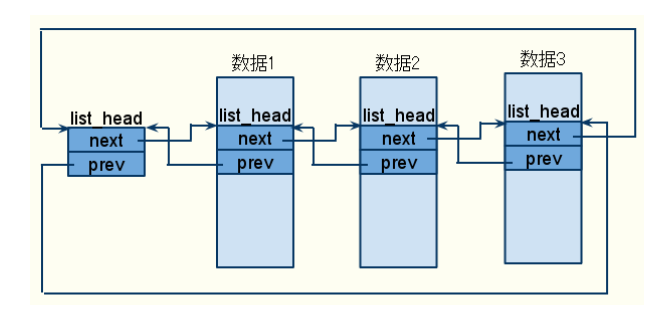 数据1
数据2
数据3
list_head
next
prev
list_head
next
prev
list_head
next
prev
list_head
next
prev